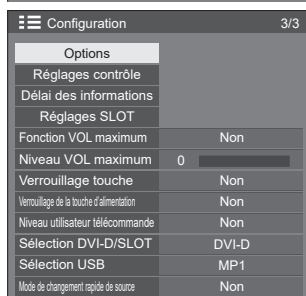 Configuration 3/3
Options
Réglages contrôle
Délai des informations
Réglages SLOT
Fonction VOL maximum Non
Niveau VOL maximum 0
Verrouillage touche Non
Verrouillage de la touche d'alimentation Non
Niveau utilisateur télécommande Non
Sélection DVI-D/SLOT DVI-D
Sélection USB MP1
Mode de changement rapide de source Non